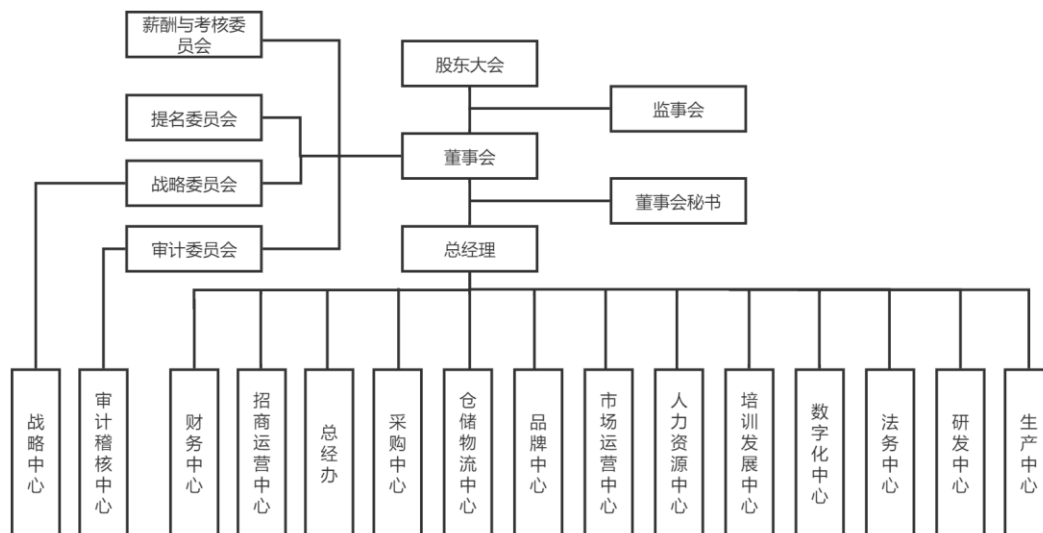 薪酬与考核委
员会
股东大会
监事会
提名委员会
董事会
战略委员会
董事会秘书
审计委员会
总经理
战略中心
审计稽核中心
财务中心
招商运营中心
总经办
采购中心
仓储物流中心
品牌中心
市场运营中心
人力资源中心
培训发展中心
数字化中心
法务中心
研发中心
生产中心